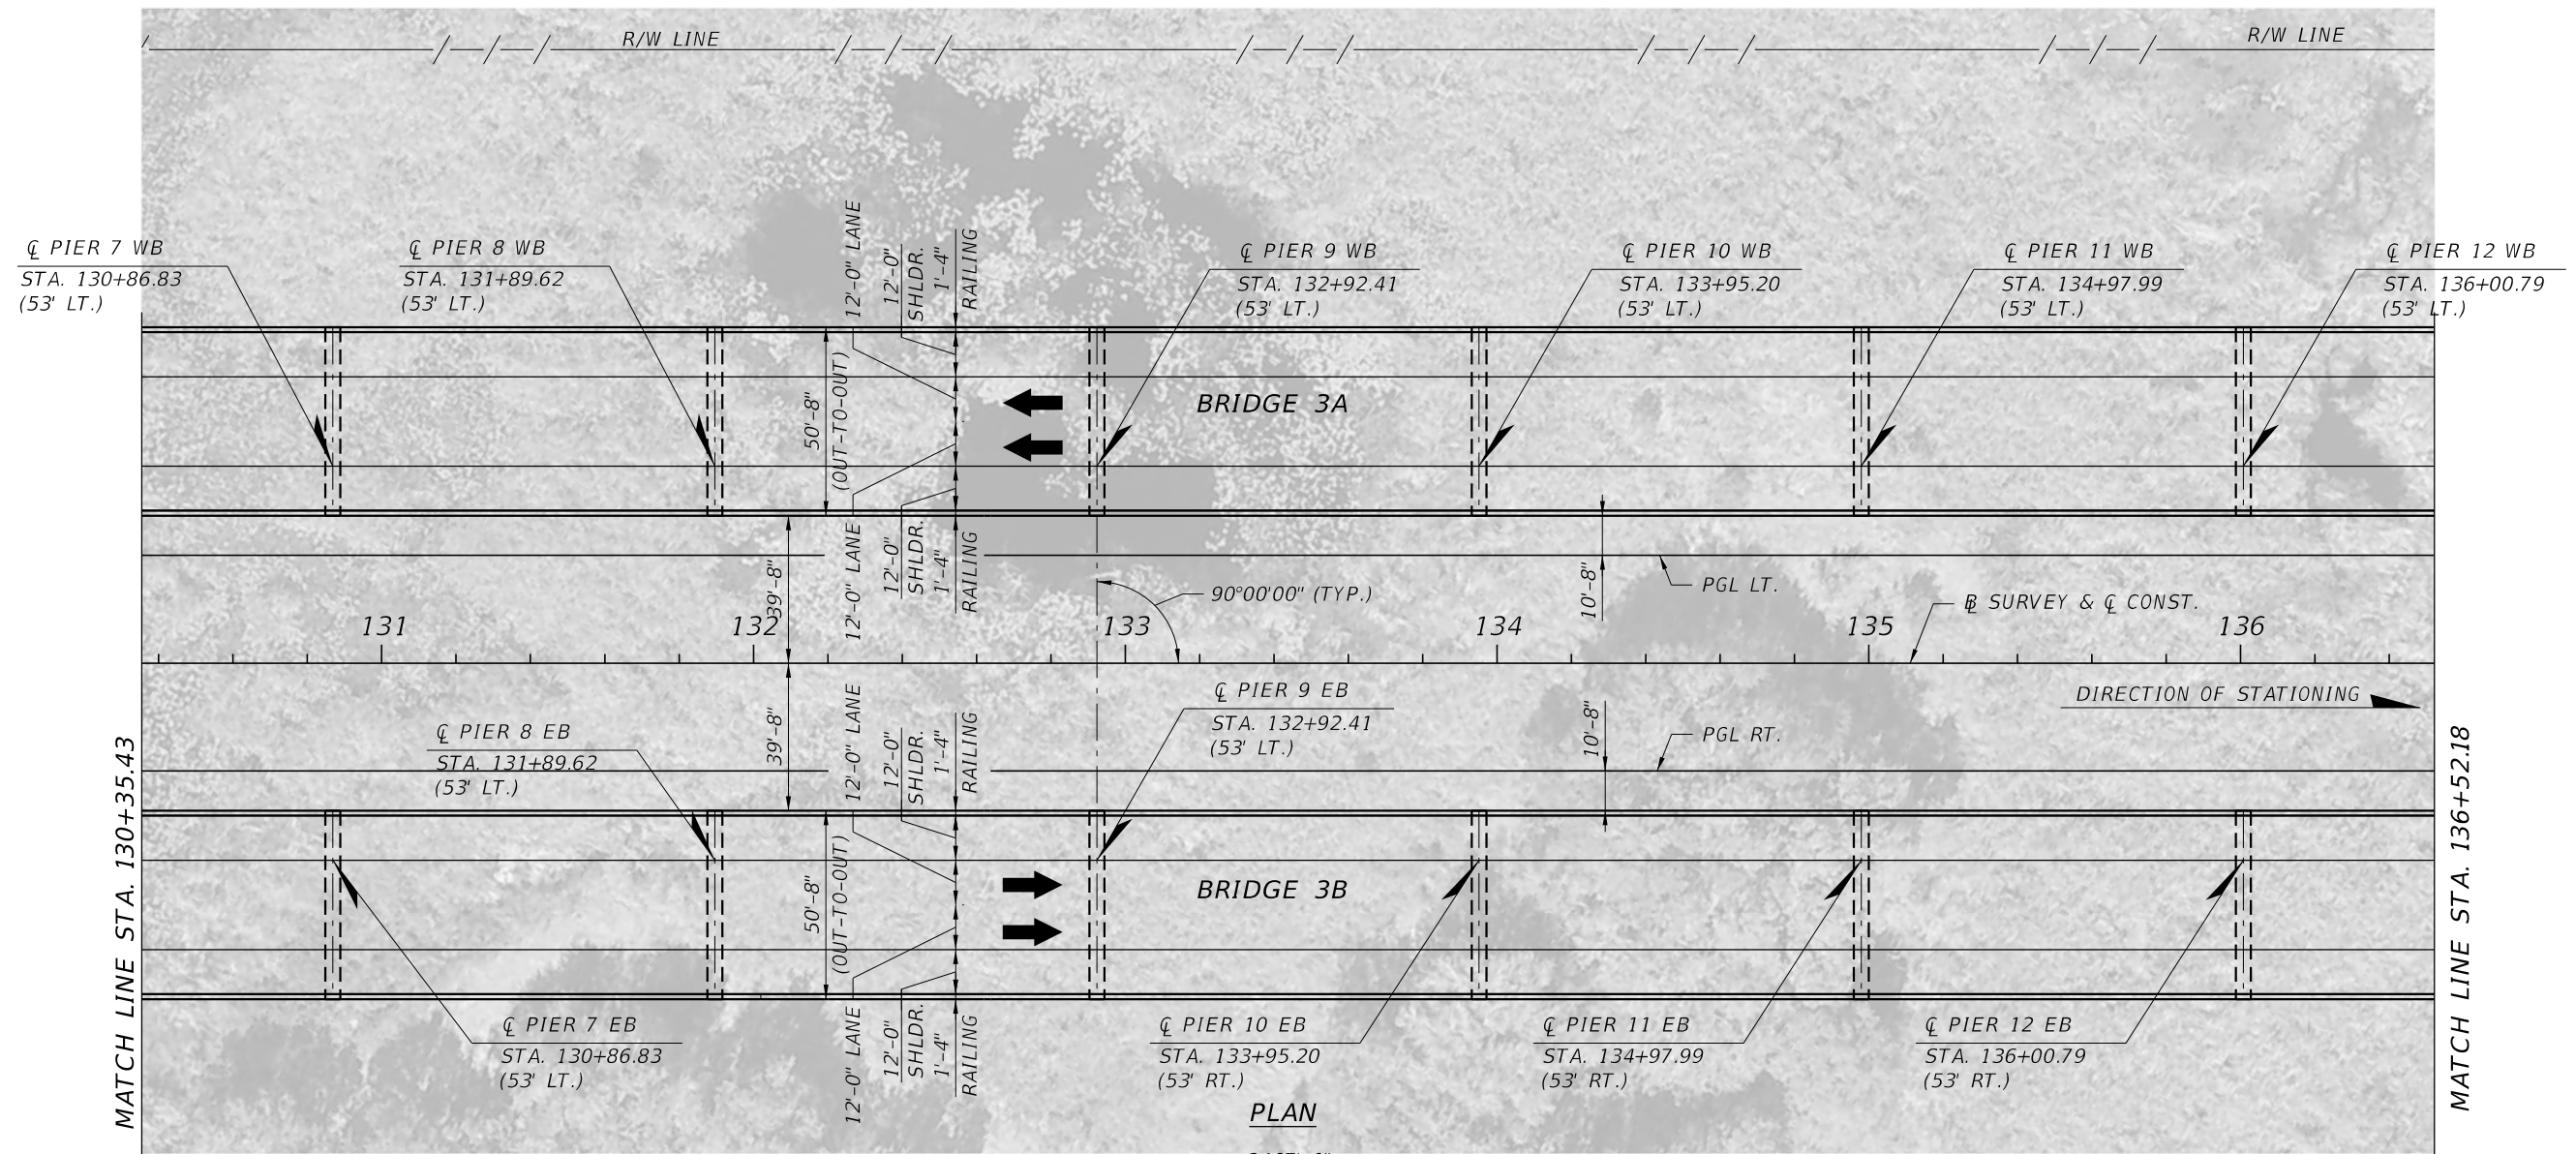 R/W LINE
R/W LINE
℄ PIER 7 WB
STA. 130+86.83
(53' LT.)
℄ PIER 8 WB
STA. 131+89.62
(53' LT.)
12'-0" LANE
12'-0"
SHLDR.
1'-4"
RAILING
℄ PIER 9 WB
STA. 132+92.41
(53' LT.)
℄ PIER 10 WB
STA. 133+95.20
(53' LT.)
℄ PIER 11 WB
STA. 134+97.99
(53' LT.)
℄ PIER 12 WB
STA. 136+00.79
(53' LT.)
50'-8"
(OUT-TO-OUT)
BRIDGE 3A
39'-8"
12'-0" LANE
12'-0"
SHLDR.
1'-4"
RAILING
90°00'00" (TYP.)
10'-8"
PGL LT.
BL SURVEY & ℄ CONST.
131
132
133
134
135
136
DIRECTION OF STATIONING
MATCH LINE STA. 130+35.43
MATCH LINE STA. 136+52.18
℄ PIER 8 EB
STA. 131+89.62
(53' LT.)
39'-8"
12'-0" LANE
12'-0"
SHLDR.
1'-4"
RAILING
℄ PIER 9 EB
STA. 132+92.41
(53' LT.)
10'-8"
PGL RT.
50'-8"
(OUT-TO-OUT)
BRIDGE 3B
℄ PIER 7 EB
STA. 130+86.83
(53' LT.)
12'-0" LANE
12'-0"
SHLDR.
1'-4"
RAILING
℄ PIER 10 EB
STA. 133+95.20
(53' RT.)
℄ PIER 11 EB
STA. 134+97.99
(53' RT.)
℄ PIER 12 EB
STA. 136+00.79
(53' RT.)
PLAN